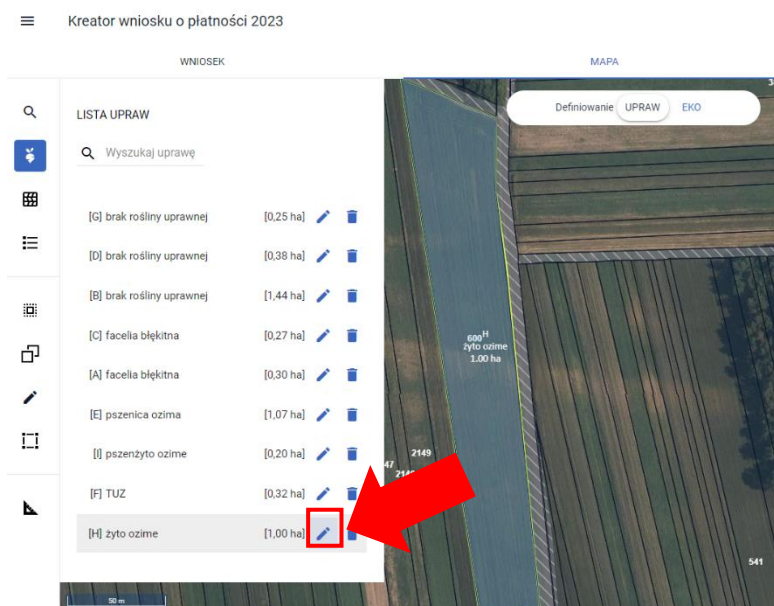 Kreator wniosku o płatności 2023
WNIOSEK
MAPA
LISTA UPRAW
Definiowanie UPRAW EKO
Wyszukaj uprawę
[G] brak rośliny uprawnej [0,25 ha]
[D] brak rośliny uprawnej [0,38 ha]
[B] brak rośliny uprawnej [1,44 ha]
[C] facelia błękitna [0,27 ha]
[A] facelia błękitna [0,30 ha]
[E] pszenica ozima [1,07 ha]
[I] pszenżyto ozime [0,20 ha]
[F] TUZ [0,32 ha]
[H] żyto ozime [1,00 ha]
600H
żyto ozime
1.00 ha
2149
47
541
50 m